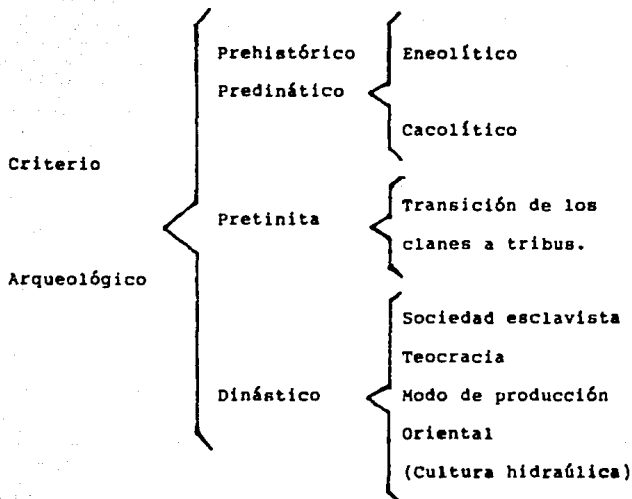 Criterio
Arqueológico
Prehistórico
Predinático
Eneolítico
Cacolítico
Pretinita
Transición de los
clanes a tribus.
Dinástico
Sociedad esclavista
Teocracia
Modo de producción
Oriental
(Cultura hidraúlica)